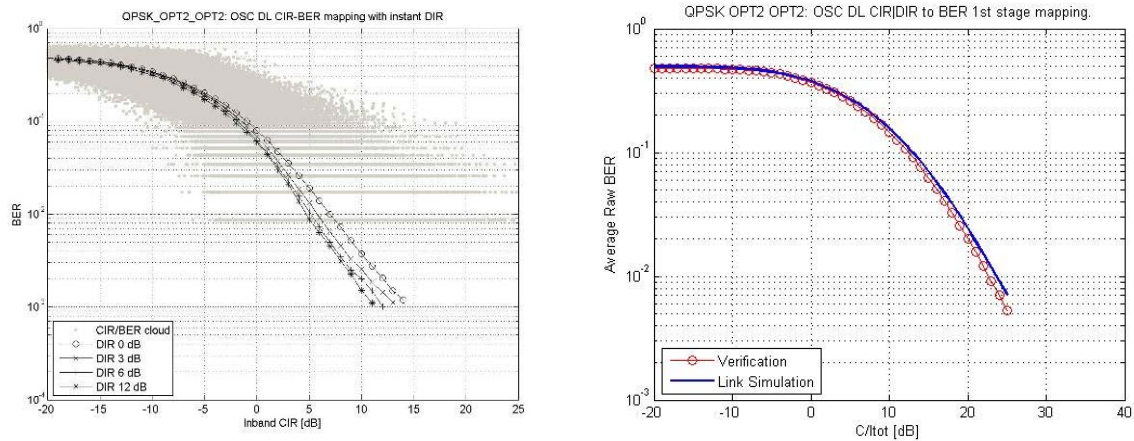 QPSK_OPT2_OPT2: OSC DL CIR-BER mapping with instant DIR
BER
10^0
10^-1
10^-2
10^-3
10^-4
-20
-15
-10
-5
0
5
10
15
20
25
Inband CIR [dB]
CIR/BER cloud
DIR 0 dB
DIR 3 dB
DIR 6 dB
DIR 12 dB
QPSK OPT2 OPT2: OSC DL CIR|DIR to BER 1st stage mapping.
Average Raw BER
10^0
10^-1
10^-2
10^-3
-20
-10
0
10
20
30
40
C/Itot [dB]
Verification
Link Simulation